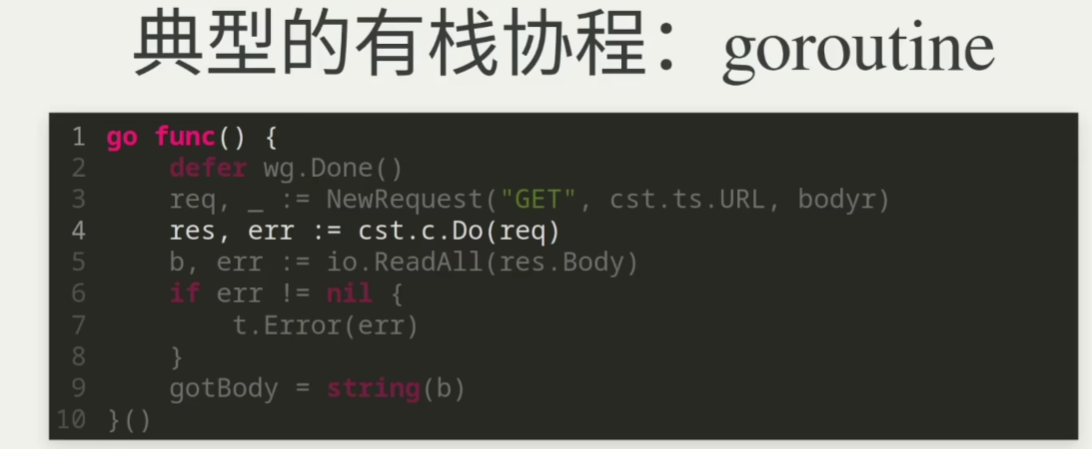 典型的有栈协程：goroutine
1 go func() {
2     defer wg.Done()
3     req, _ := NewRequest("GET", cst.ts.URL, bodyr)
4     res, err := cst.c.Do(req)
5     b, err := io.ReadAll(res.Body)
6     if err != nil {
7         t.Error(err)
8     }
9     gotBody = string(b)
10 }()